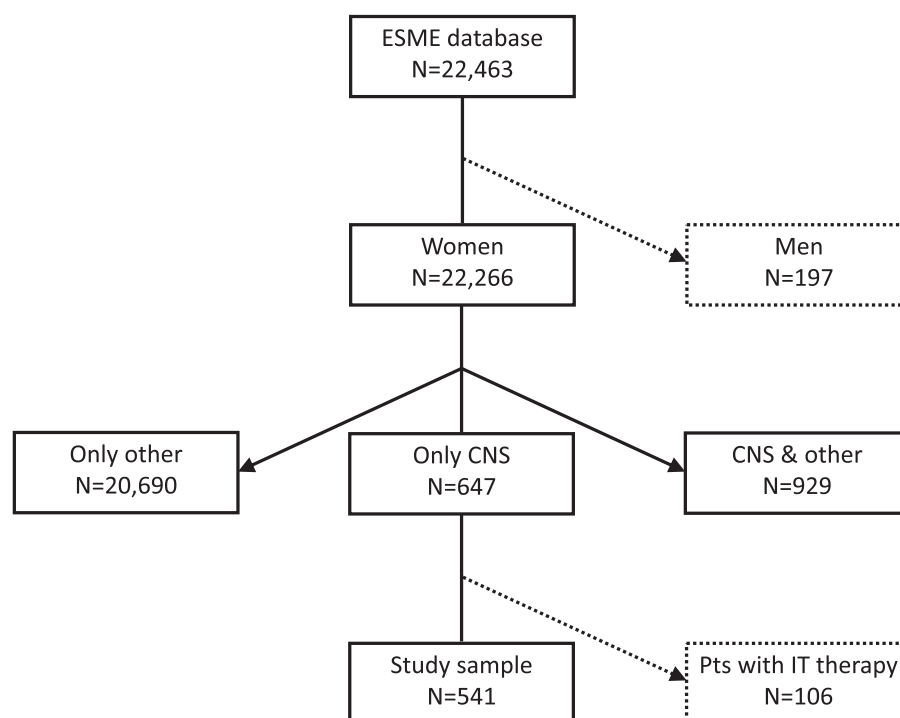 ESME database
N=22,463
Women
N=22,266
Men
N=197
Only other
N=20,690
Only CNS
N=647
CNS & other
N=929
Study sample
N=541
Pts with IT therapy
N=106